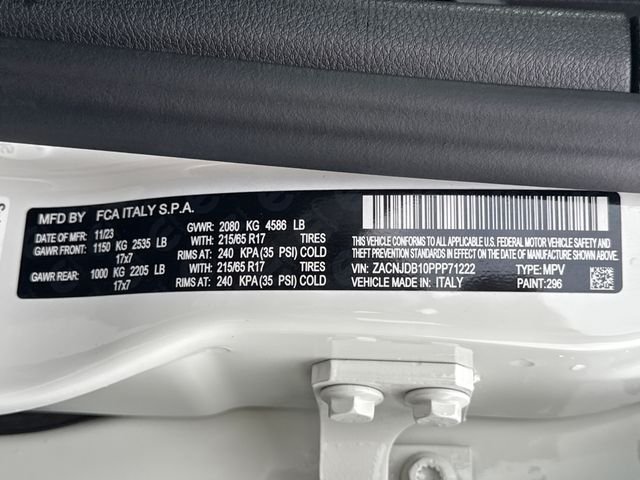 MFD BY FCA ITALY S.P.A.
DATE OF MFR: 11/23 GVWR: 2080 KG 4586 LB
GAWR FRONT: 1150 KG 2535 LB WITH: 215/65 R17 TIRES
17x7 RIMS AT: 240 KPA (35 PSI) COLD
GAWR REAR: 1000 KG 2205 LB WITH: 215/65 R17 TIRES
17x7 RIMS AT: 240 KPA (35 PSI) COLD
THIS VEHICLE CONFORMS TO ALL APPLICABLE U.S. FEDERAL MOTOR VEHICLE SAFETY, BUMPER, AND
THEFT PREVENTION STANDARDS IN EFFECT ON THE DATE OF MANUFACTURE SHOWN ABOVE.
VIN: ZACNJDB10PPP71222 TYPE: MPV
VEHICLE MADE IN: ITALY PAINT: 296